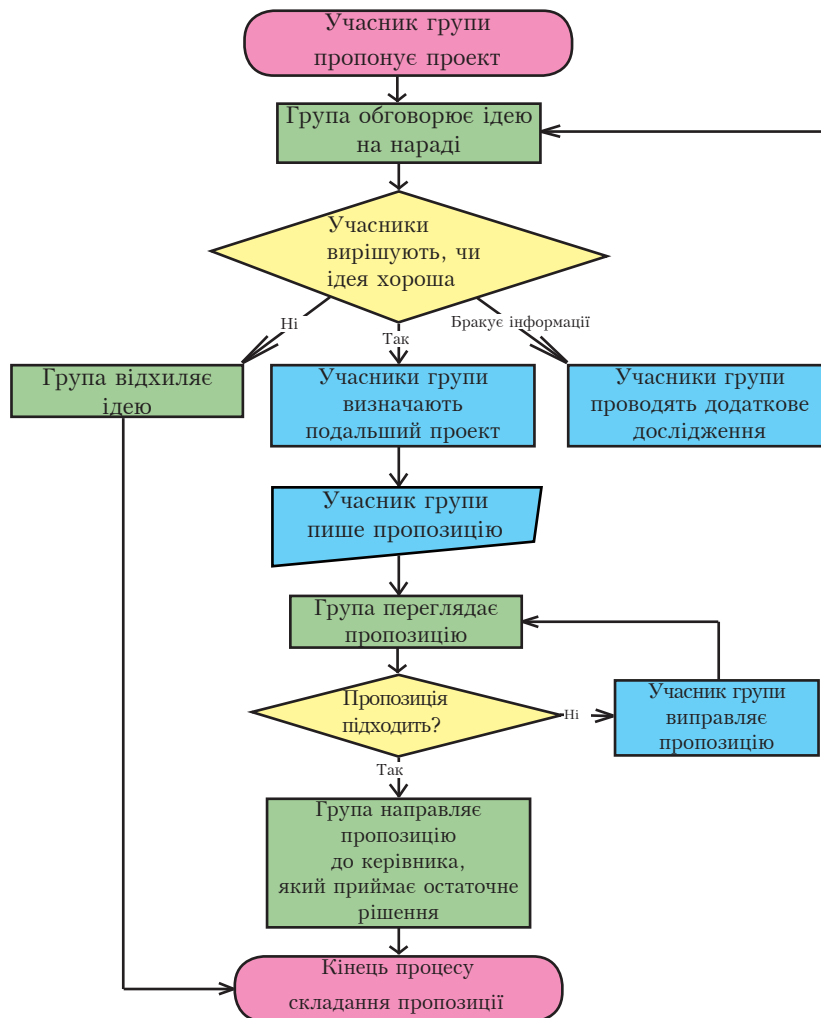 Учасник групи
пропонує проект
Група обговорює ідею
на нараді
Учасники
вирішують, чи
ідея хороша
Ні
Так
Бракує інформації
Група відхиляє
ідею
Учасники групи
визначають
подальший проект
Учасники групи
проводять додаткове
дослідження
Учасник групи
пише пропозицію
Група переглядає
пропозицію
Пропозиція
підходить?
Ні
Учасник групи
виправляє
пропозицію
Так
Група направляє
пропозицію
до керівника,
який приймає остаточне
рішення
Кінець процесу
складання пропозиції